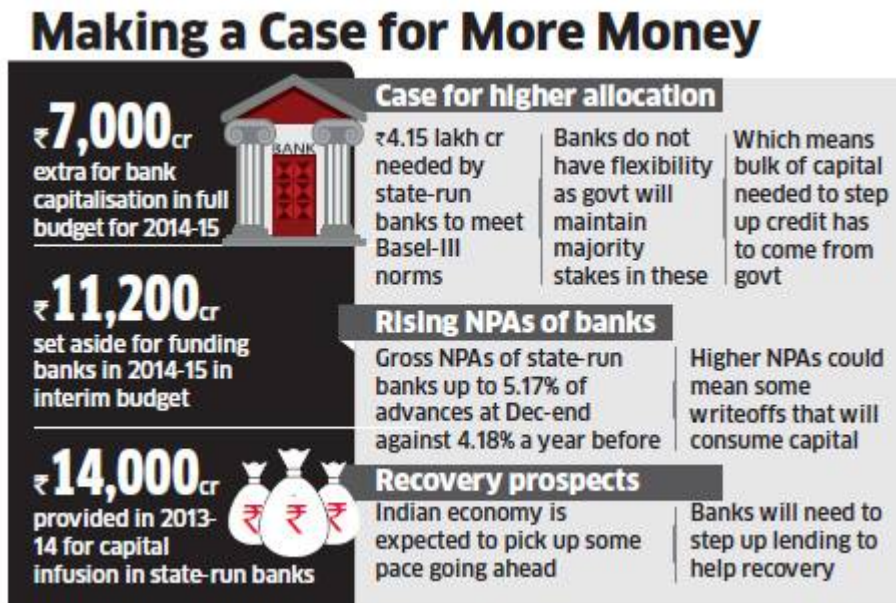 Making a Case for More Money
₹7,000cr
extra for bank
capitalisation in full
budget for 2014-15
BANK
₹11,200cr
set aside for funding
banks in 2014-15 in
interim budget
₹14,000cr
provided in 2013-
14 for capital
infusion in state-run banks
₹ ₹ ₹
Case for higher allocation
₹4.15 lakh cr
needed by
state-run
banks to meet
Basel-III
norms
Banks do not
have flexibility
as govt will
maintain
majority
stakes in these
Which means
bulk of capital
needed to step
up credit has
to come from
govt
Rising NPAs of banks
Gross NPAs of state-run
banks up to 5.17% of
advances at Dec-end
against 4.18% a year before
Higher NPAs could
mean some
writeoffs that will
consume capital
Recovery prospects
Indian economy is
expected to pick up some
pace going ahead
Banks will need to
step up lending to
help recovery